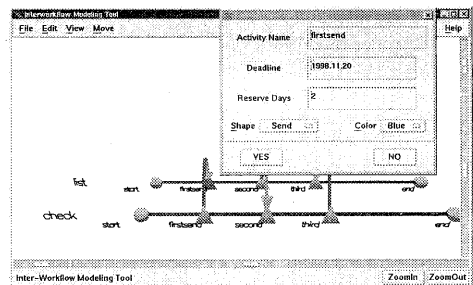 Interworkflow Modeling Tool
File Edit View Move
Help
Activity Name firstsend
Deadline 1998.11.20
Reserve Days 2
Shape Send Color Blue
YES NO
list start firstsend second third end
check start firstsend second third end
Inter-Workflow Modeling Tool ZoomIn ZoomOut